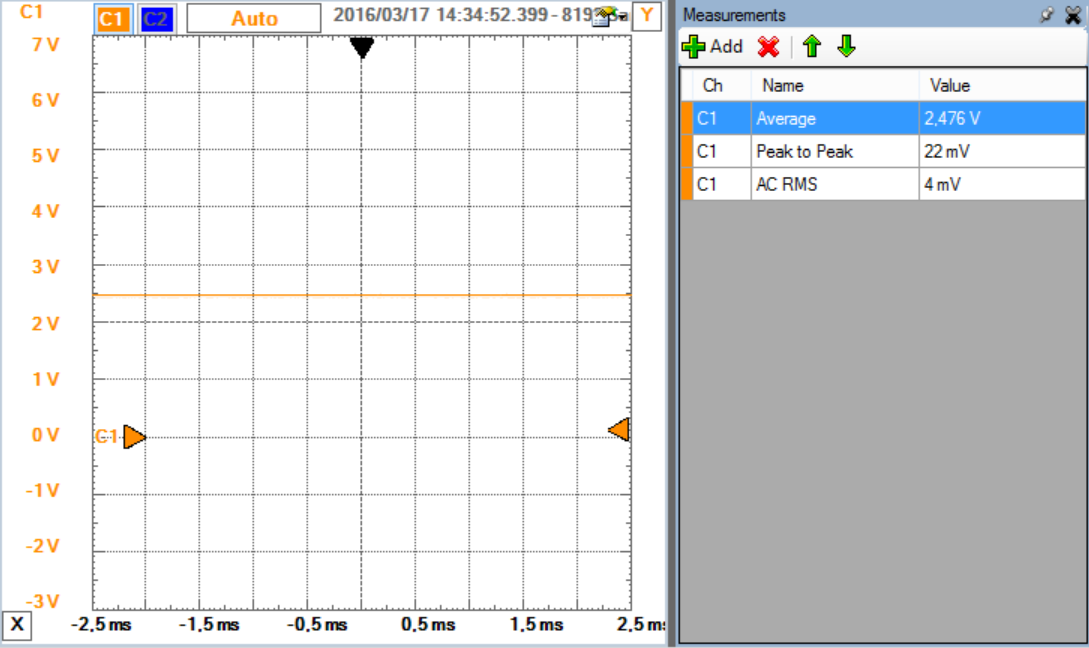 C1
C1 C2 Auto 2016/03/17 14:34:52.399 - 819 Y
7 V
6 V
5 V
4 V
3 V
2 V
1 V
0 V C1
-1 V
-2 V
-3 V
X -2,5 ms -1,5 ms -0,5 ms 0,5 ms 1,5 ms 2,5 ms
Measurements
Add
Ch Name Value
C1 Average 2,476 V
C1 Peak to Peak 22 mV
C1 AC RMS 4 mV